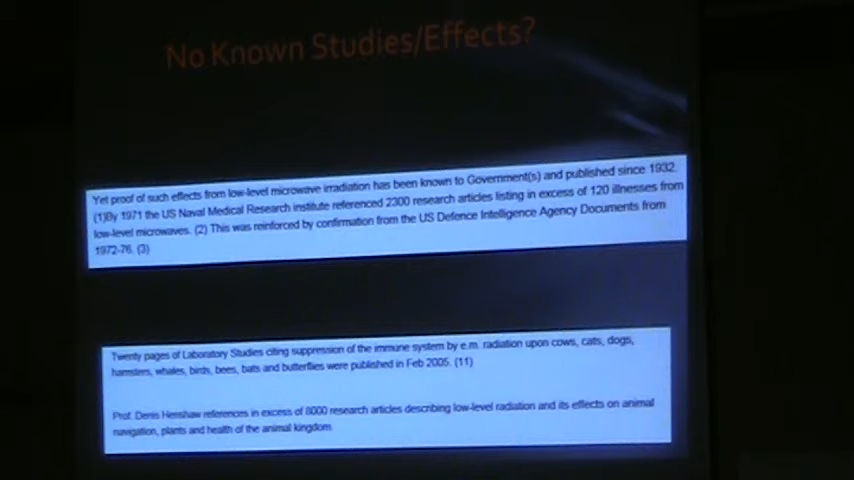 No Known Studies/Effects?
Yet proof of such effects from low-level microwave irradiation has been known to Government(s) and published since 1932.
(1)By 1971 the US Naval Medical Research institute referenced 2300 research articles listing in excess of 120 illnesses from
low-level microwaves. (2) This was reinforced by confirmation from the US Defence Intelligence Agency Documents from
1972-76. (3)
Twenty pages of Laboratory Studies citing suppression of the immune system by e.m. radiation upon cows, cats, dogs,
hamsters, whales, birds, bees, bats and butterflies were published in Feb 2005. (11)
Prof. Denis Henshaw references in excess of 8000 research articles describing low-level radiation and its effects on animal
navigation, plants and health of the animal kingdom.